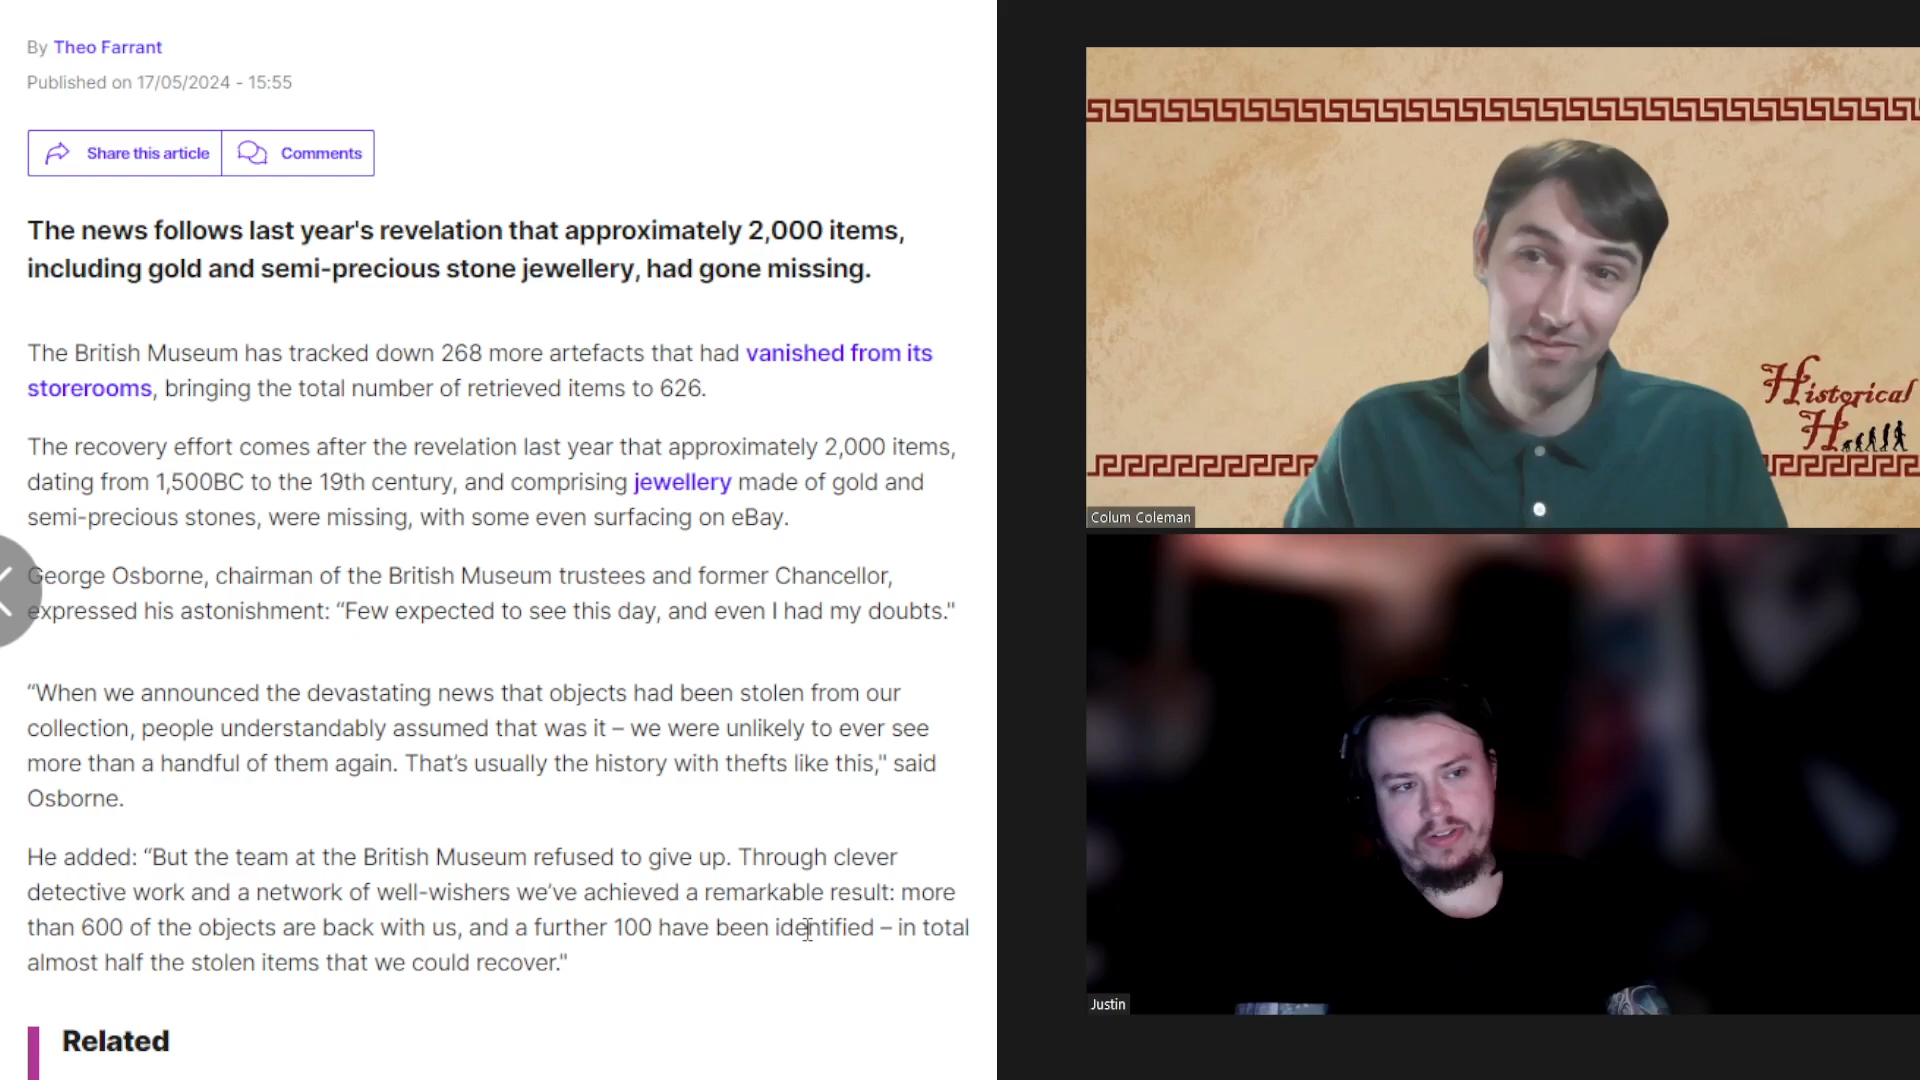 By Theo Farrant
Published on 17/05/2024 - 15:55
Share this article
Comments
The news follows last year's revelation that approximately 2,000 items,
including gold and semi-precious stone jewellery, had gone missing.
The British Museum has tracked down 268 more artefacts that had vanished from its
storerooms, bringing the total number of retrieved items to 626.
The recovery effort comes after the revelation last year that approximately 2,000 items,
dating from 1,500BC to the 19th century, and comprising jewellery made of gold and
semi-precious stones, were missing, with some even surfacing on eBay.
George Osborne, chairman of the British Museum trustees and former Chancellor,
expressed his astonishment: “Few expected to see this day, and even I had my doubts."
“When we announced the devastating news that objects had been stolen from our
collection, people understandably assumed that was it – we were unlikely to ever see
more than a handful of them again. That’s usually the history with thefts like this," said
Osborne.
He added: “But the team at the British Museum refused to give up. Through clever
detective work and a network of well-wishers we’ve achieved a remarkable result: more
than 600 of the objects are back with us, and a further 100 have been identified – in total
almost half the stolen items that we could recover."
Related
Historical
H
Colum Coleman
Justin